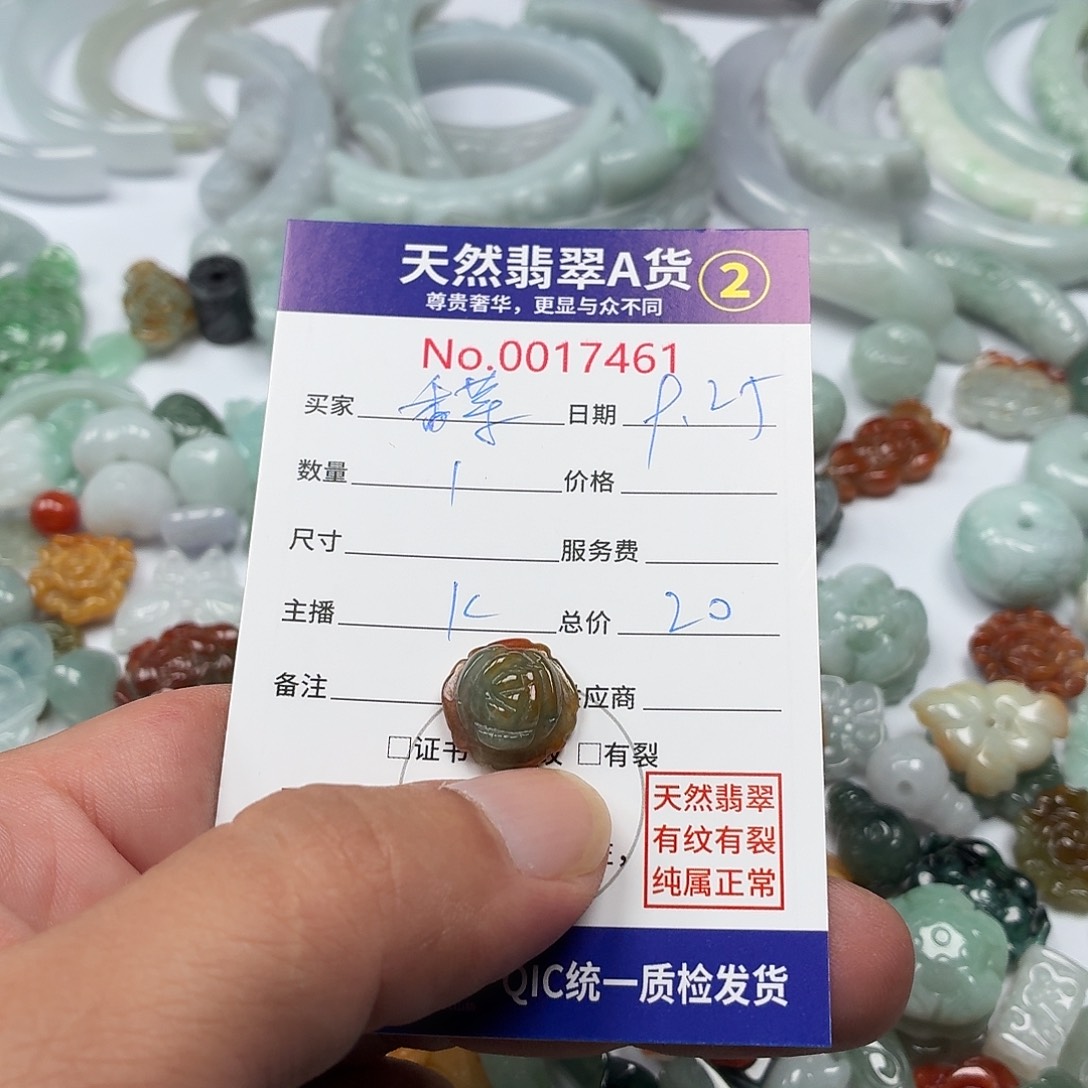 天然翡翠A货 2
尊贵奢华，更显与众不同
No.0017461
买家 香草 日期 9.25
数量 1 价格
尺寸 服务费
主播 K 总价 20
备注 应商
□证书 □有裂
天然翡翠
有纹有裂
纯属正常
QIC统一质检发货